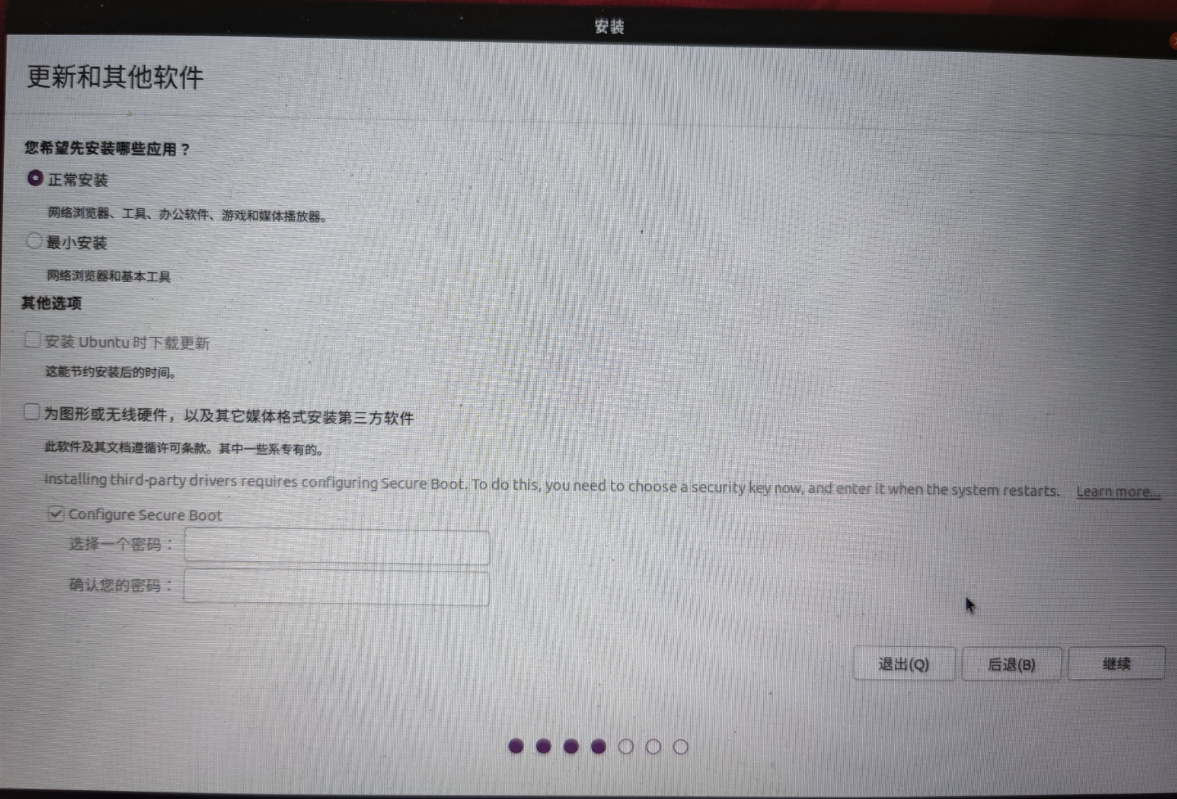 安装
更新和其他软件
您希望先安装哪些应用？
正常安装
网络浏览器、工具、办公软件、游戏和媒体播放器。
最小安装
网络浏览器和基本工具
其他选项
安装 Ubuntu 时下载更新
这能节约安装后的时间。
为图形或无线硬件，以及其它媒体格式安装第三方软件
此软件及其文档遵循许可条款。其中一些系专有的。
Installing third-party drivers requires configuring Secure Boot. To do this, you need to choose a security key now, and enter it when the system restarts. Learn more...
Configure Secure Boot
选择一个密码：
确认您的密码：
退出(Q) 后退(B) 继续